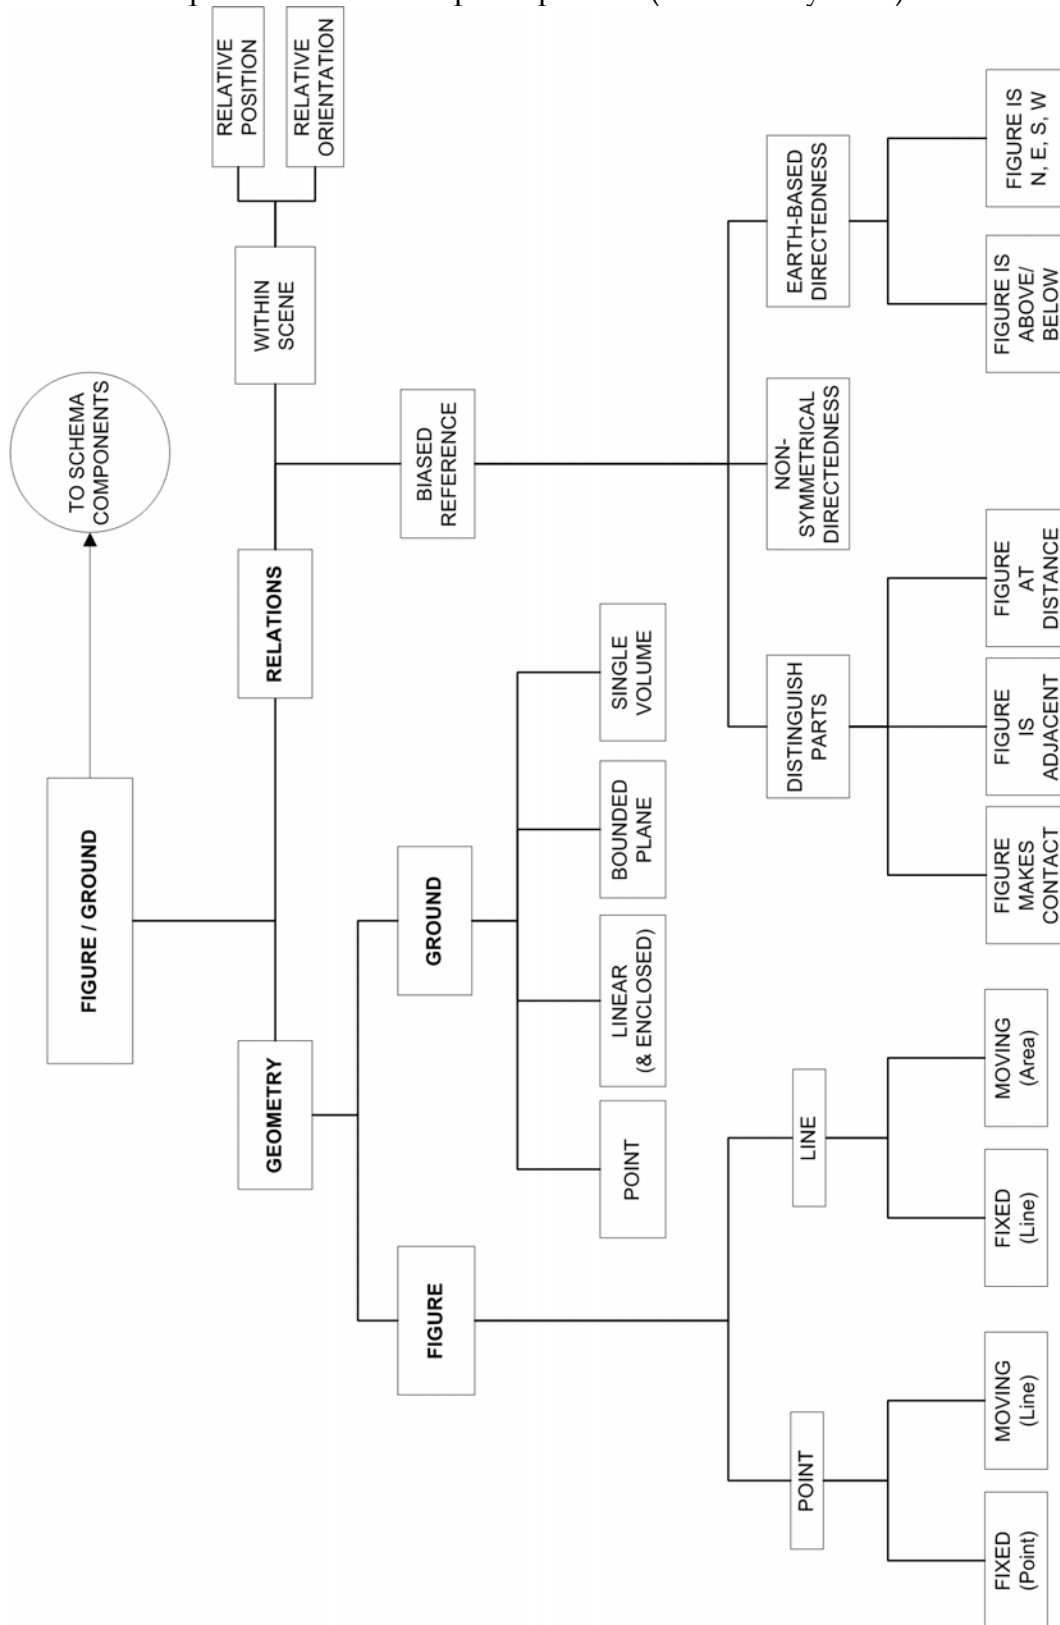 FIGURE / GROUND
TO SCHEMA
COMPONENTS
GEOMETRY
RELATIONS
WITHIN
SCENE
RELATIVE
POSITION
RELATIVE
ORIENTATION
FIGURE
GROUND
BIASED
REFERENCE
POINT
LINEAR
(& ENCLOSED)
BOUNDED
PLANE
SINGLE
VOLUME
POINT
LINE
DISTINGUISH
PARTS
NON-
SYMMETRICAL
DIRECTEDNESS
EARTH-BASED
DIRECTEDNESS
FIXED
(Point)
MOVING
(Line)
FIXED
(Line)
MOVING
(Area)
FIGURE
MAKES
CONTACT
FIGURE
IS
ADJACENT
FIGURE
AT
DISTANCE
FIGURE IS
ABOVE/
BELOW
FIGURE IS
N, E, S, W